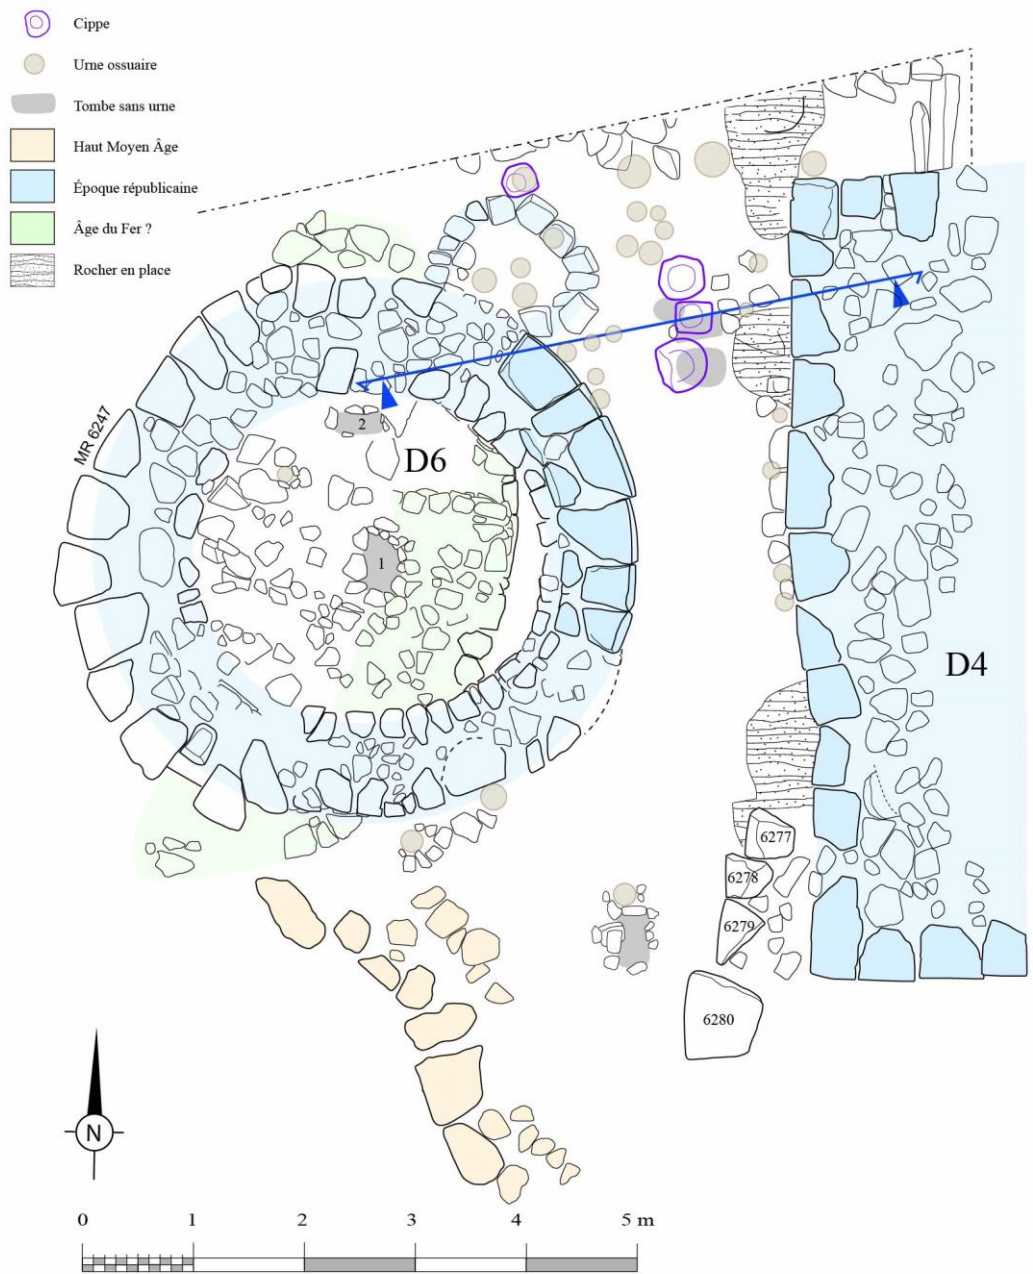 Cippe
Urne ossuaire
Tombe sans urne
Haut Moyen Âge
Époque républicaine
Âge du Fer ?
Rocher en place
MR 6247
2
D6
1
D4
6277
6278
6279
6280
N
0 1 2 3 4 5 m